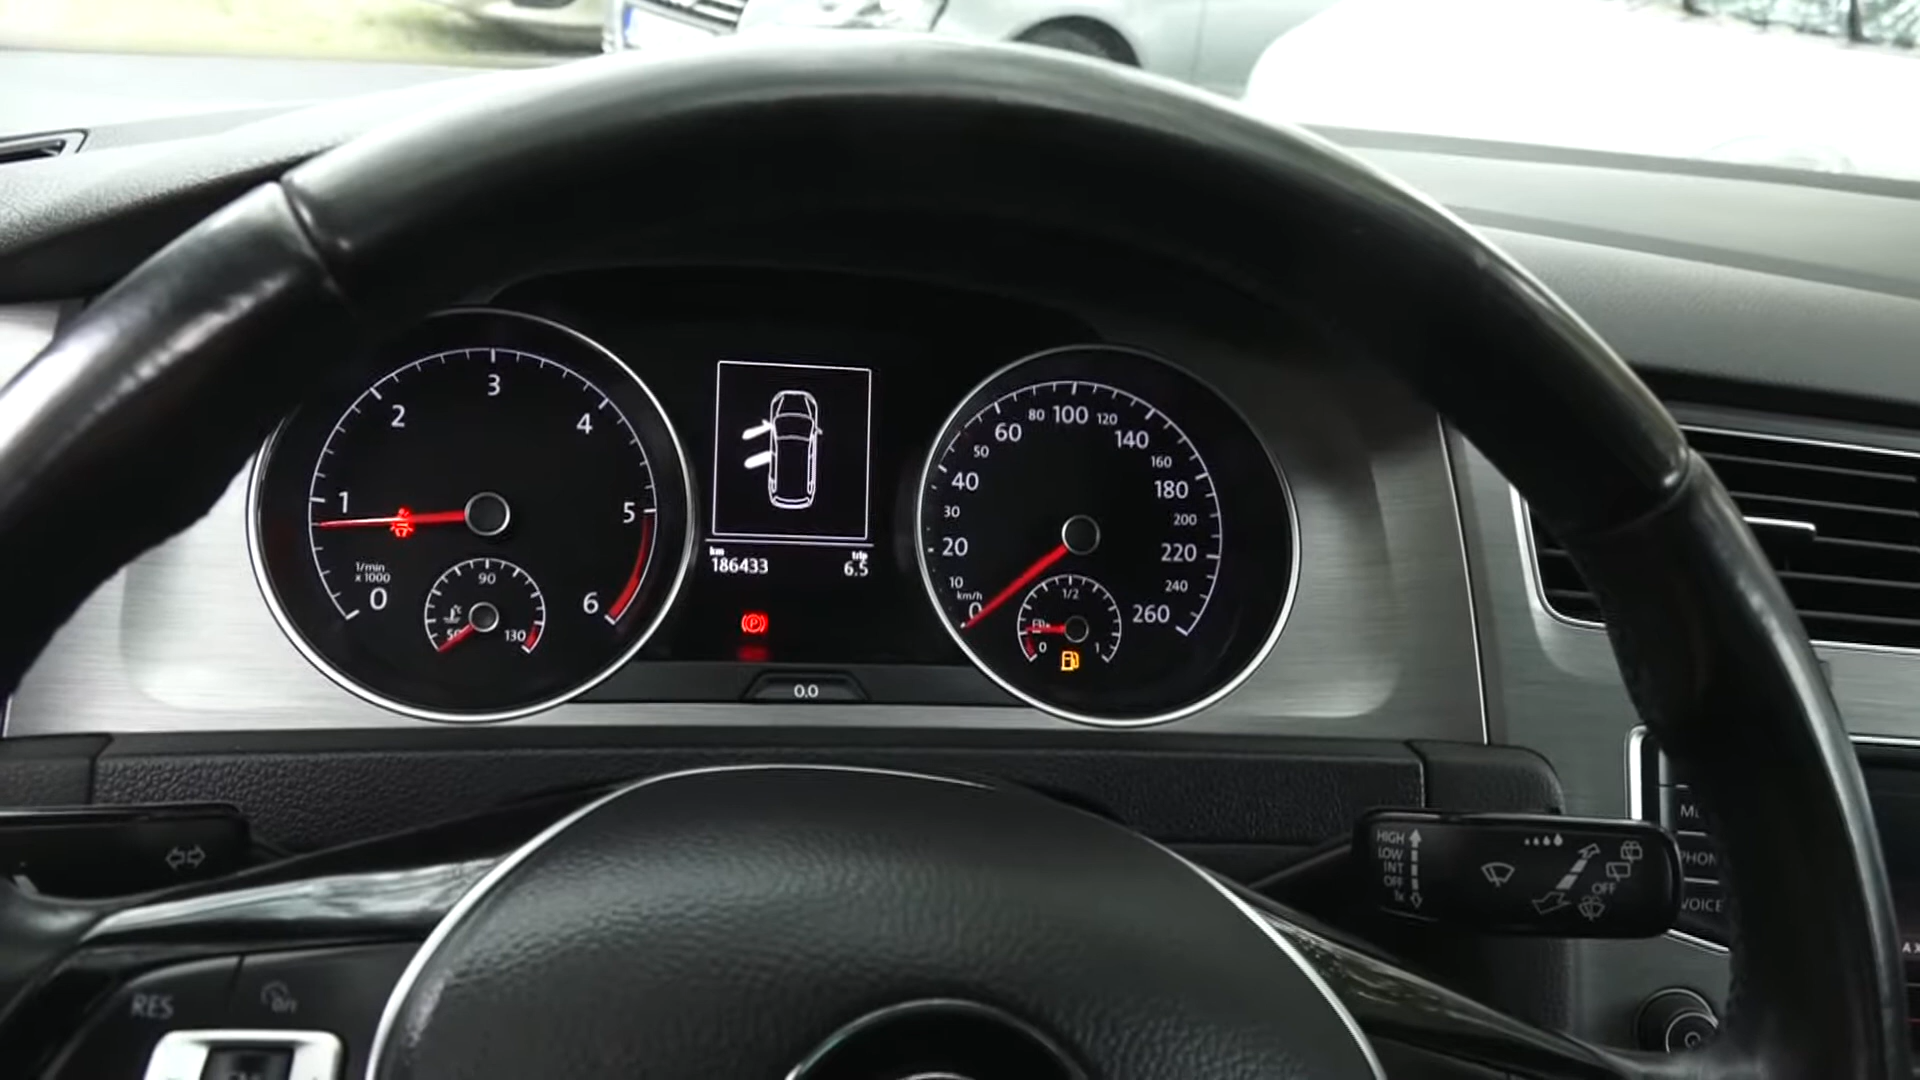 1
2
3
4
5
6
0
1/min
x 1000
50
90
130
km
186433
trip
6.5
P
0.0
0
10
20
30
40
50
60
80
100
120
140
160
180
200
220
240
260
km/h
0
1/2
1
HIGH
LOW
INT
OFF
1x
OFF
PHON
VOICE
RES